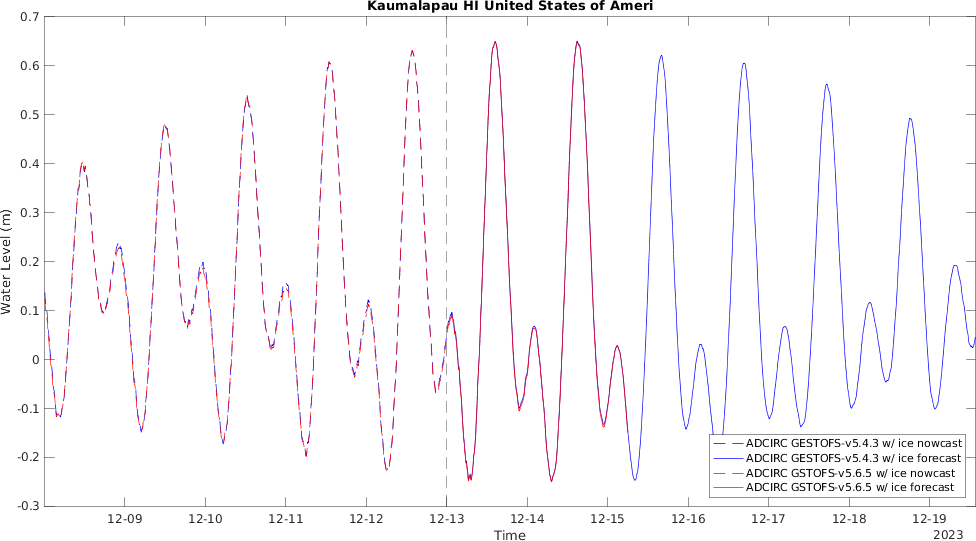 Kaumalapau HI United States of Ameri
0.7
0.6
0.5
0.4
0.3
0.2
0.1
0
-0.1
-0.2
-0.3
Water Level (m)
ADCIRC GESTOFS-v5.4.3 w/ ice nowcast
ADCIRC GESTOFS-v5.4.3 w/ ice forecast
ADCIRC GSTOFS-v5.6.5 w/ ice nowcast
ADCIRC GSTOFS-v5.6.5 w/ ice forecast
12-09 12-10 12-11 12-12 12-13 12-14 12-15 12-16 12-17 12-18 12-19
Time
2023